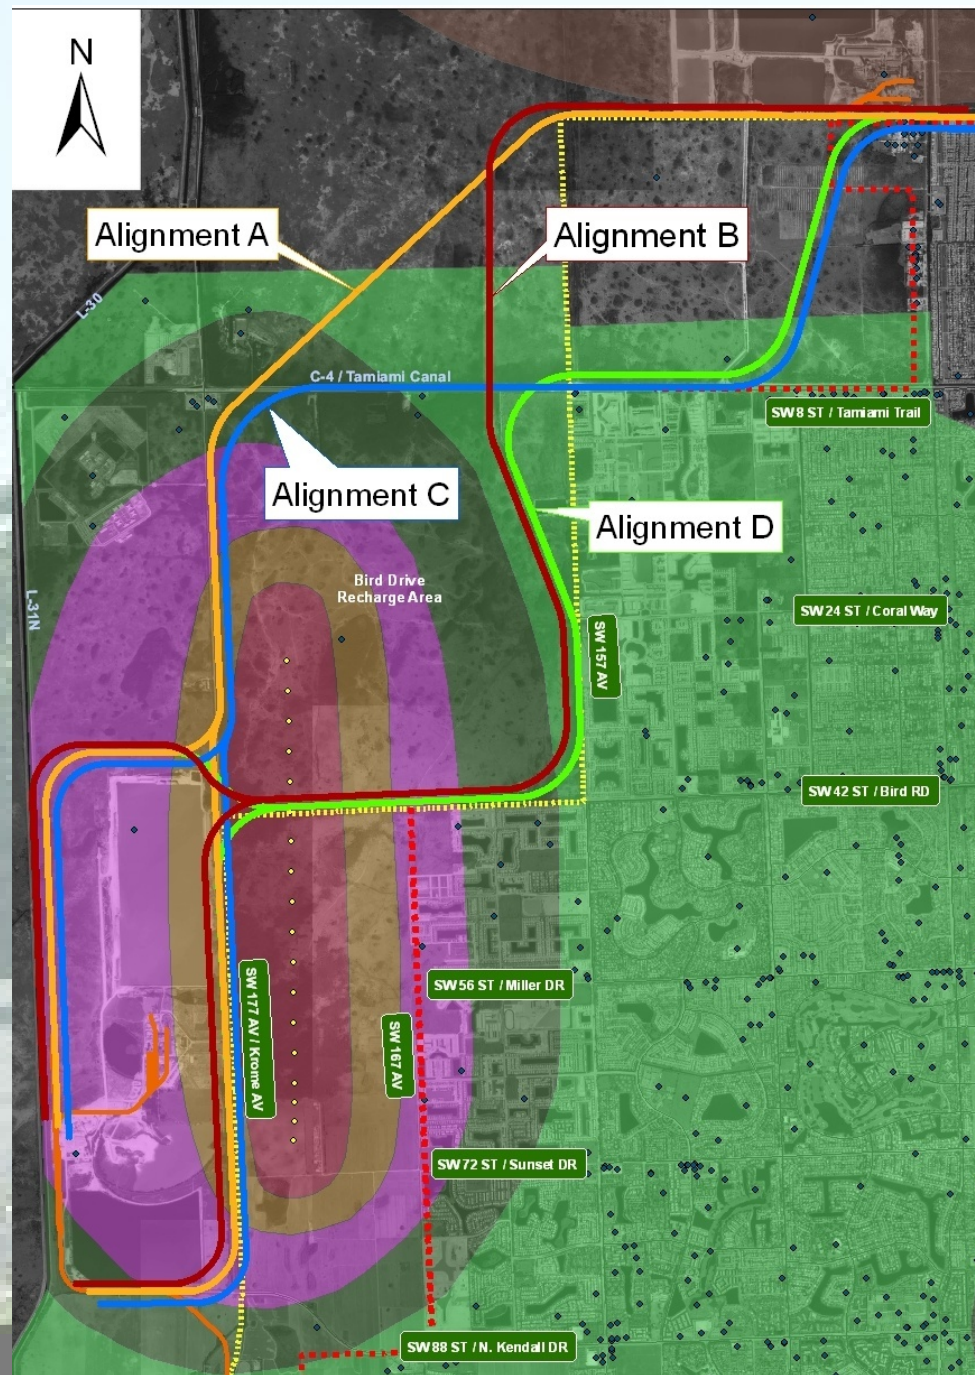 N
Alignment A
Alignment B
L-30
C-4 / Tamiami Canal
SW 8 ST / Tamiami Trail
Alignment C
Alignment D
Bird Drive
Recharge Area
L-31N
SW 24 ST / Coral Way
SW 157 AV
SW 42 ST / Bird RD
SW 56 ST / Miller DR
SW 177 AV / Krome AV
SW 167 AV
SW 72 ST / Sunset DR
SW 88 ST / N. Kendall DR